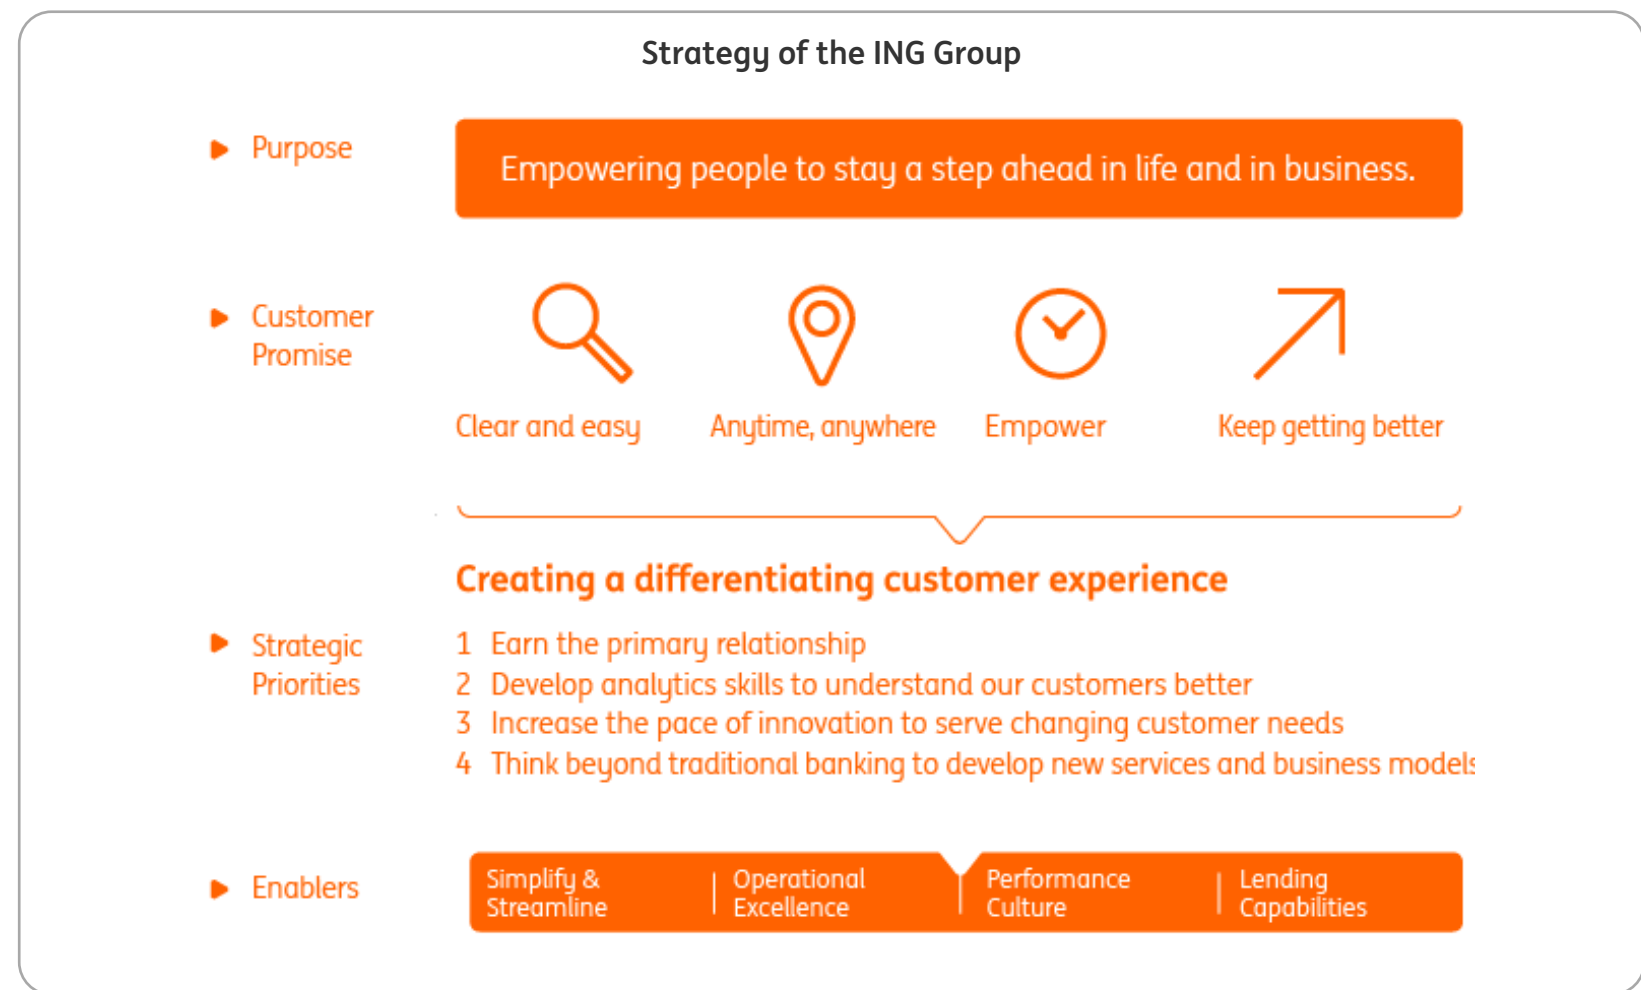 Strategy of the ING Group
Purpose
Empowering people to stay a step ahead in life and in business.
Customer
Promise
Clear and easy
Anytime, anywhere
Empower
Keep getting better
Creating a differentiating customer experience
Strategic
Priorities
1 Earn the primary relationship
2 Develop analytics skills to understand our customers better
3 Increase the pace of innovation to serve changing customer needs
4 Think beyond traditional banking to develop new services and business models
Enablers
Simplify &
Streamline
Operational
Excellence
Performance
Culture
Lending
Capabilities